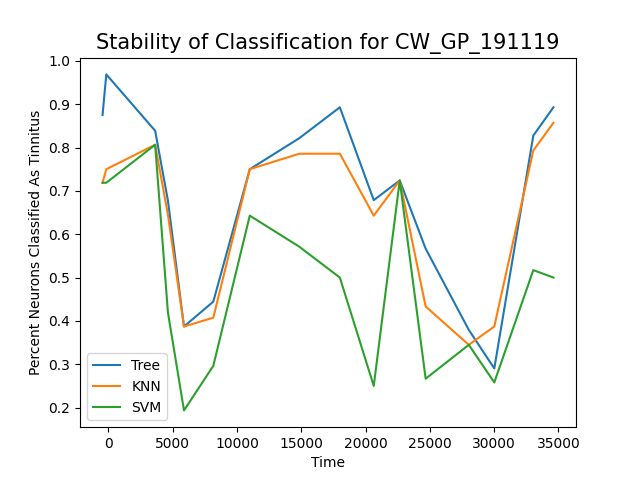 Stability of Classification for CW_GP_191119
Percent Neurons Classified As Tinnitus
1.0
0.9
0.8
0.7
0.6
0.5
0.4
0.3
0.2
Tree
KNN
SVM
0 5000 10000 15000 20000 25000 30000 35000
Time